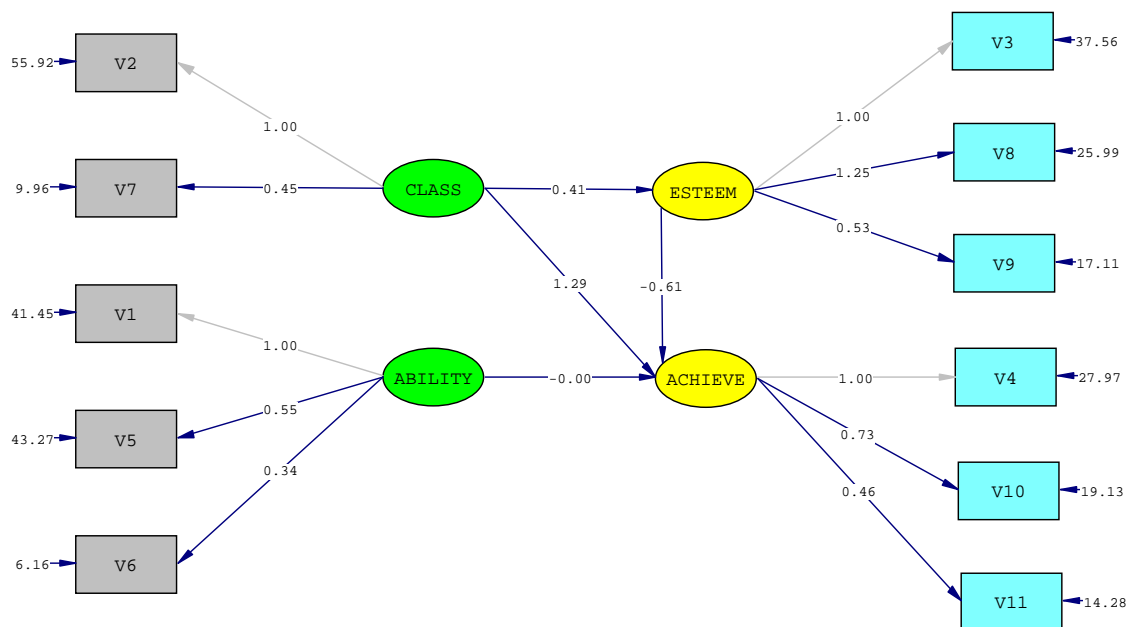 V3
37.56
55.92
V2
1.00
1.00
V8
25.99
1.25
9.96
V7
0.45
CLASS
0.41
ESTEEM
0.53
V9
17.11
1.29
-0.61
41.45
V1
1.00
ABILITY
-0.00
ACHIEVE
1.00
V4
27.97
0.55
43.27
V5
0.73
0.34
0.46
V10
19.13
6.16
V6
V11
14.28